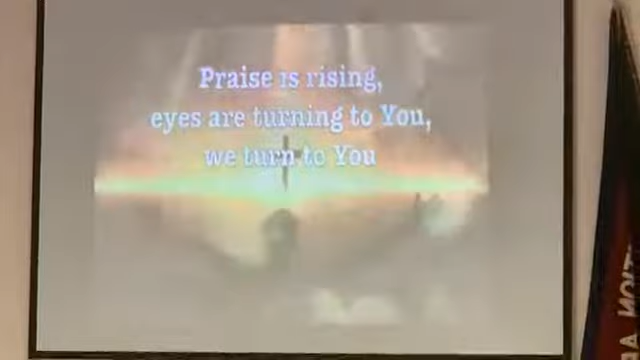 Praise is rising,
eyes are turning to You,
we turn to You